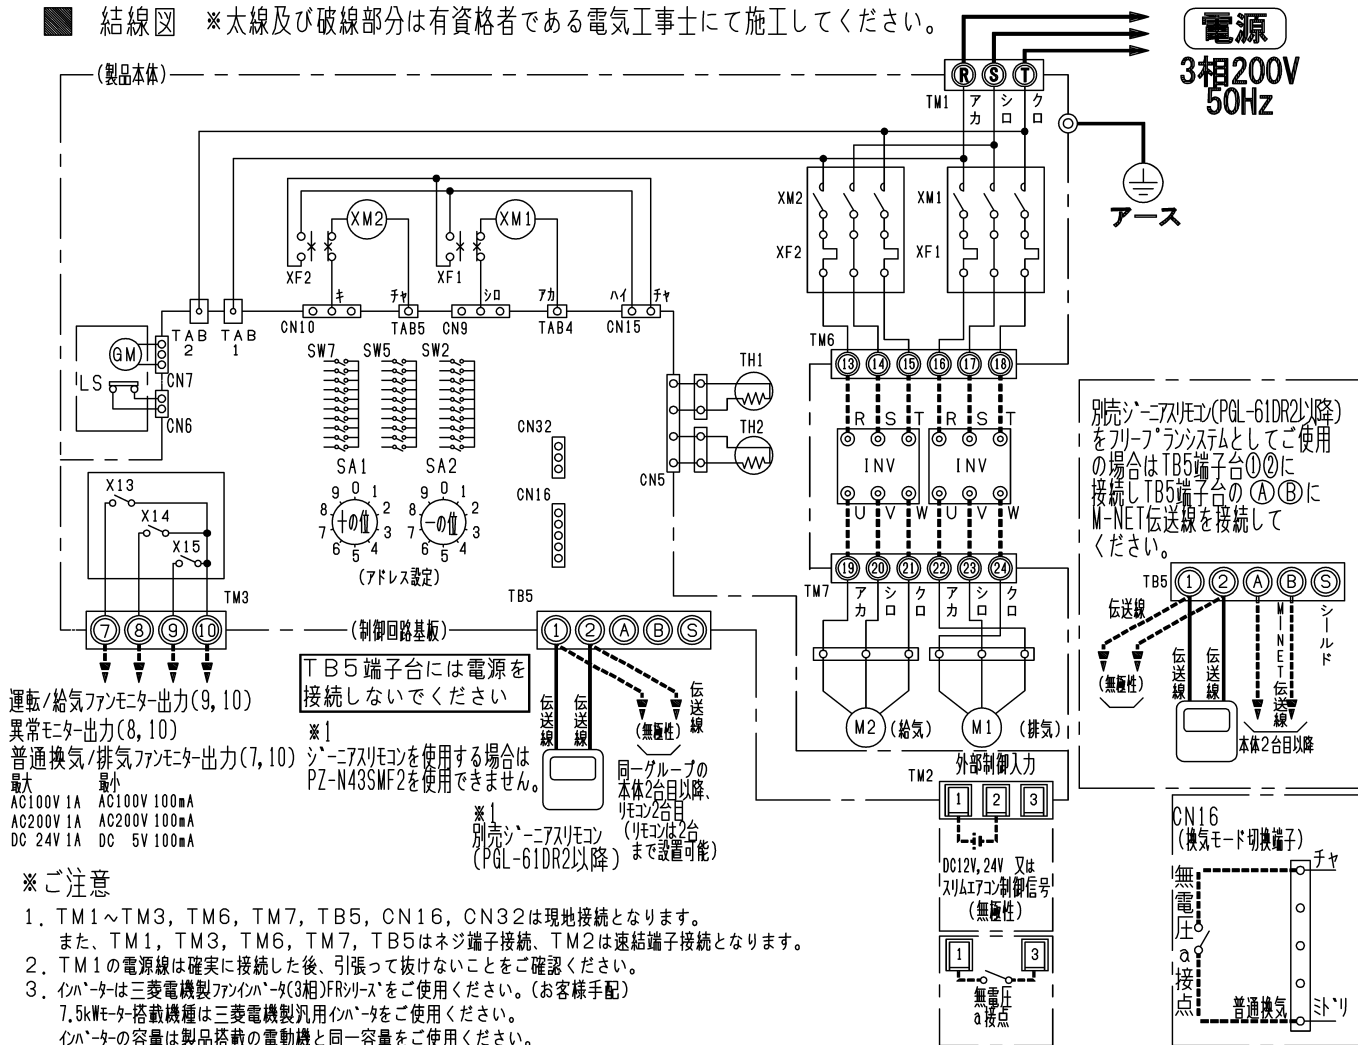 結線図 ※太線及び破線部分は有資格者である電気工事士にて施工してください。
電源
3相200V
50Hz
(製品本体)
R S T
TM1
アカ シロ クロ
アース
XM2 XM1
XF2 XF1
XM2 XM1
XF2 XF1
キ チャ シロ アカ ハイ チャ
CN10 TAB5 CN9 TAB4 CN15
TAB2 TAB1
GM
LS
CN7
CN6
SW7 SW5 SW2
TH1
TH2
CN5
CN32
CN16
SA1 SA2
0 1 2 3 4 5 6 7 8 9
十の位
0 1 2 3 4 5 6 7 8 9
一の位
(アドレス設定)
TM6
13 14 15 16 17 18
R S T R S T
INV INV
U V W U V W
19 20 21 22 23 24
TM7
アカ シロ クロ アカ シロ クロ
M2 (給気) M1 (排気)
X13
X14
X15
TM3
7 8 9 10
(制御回路基板)
TB5
1 2 A B S
TB5端子台には電源を
接続しないでください
運転/給気ファンモニター出力(9,10)
異常モニター出力(8,10)
普通換気/排気ファンモニター出力(7,10)
最大 最小
AC100V 1A AC100V 100mA
AC200V 1A AC200V 100mA
DC 24V 1A DC 5V 100mA
※1
ジーニアスリモコンを使用する場合は
PZ-N43SMF2を使用できません。
伝送線 伝送線 (無極性) 伝送線
※1
別売ジーニアスリモコン
(PGL-61DR2以降)
同一グループの
本体2台目以降、
リモコン2台目
(リモコンは2台
まで設置可能)
外部制御入力
TM2
1 2 3
DC12V,24V 又は
スリムエアコン制御信号
(無極性)
1 3
無電圧
a接点
別売ジーニアスリモコン(PGL-61DR2以降)
をフリープランシステムとしてご使用
の場合はTB5端子台①②に
接続しTB5端子台のⒶⒷに
M-NET伝送線を接続して
ください。
TB5
1 2 A B S
伝送線
(無極性)
伝送線 伝送線
M-NET伝送線
シールド
本体2台目以降
CN16
(換気モード切換端子)
チャ
無電圧a接点
普通換気
ミドリ
※ご注意
1. TM1~TM3, TM6, TM7, TB5, CN16, CN32は現地接続となります。
また、TM1, TM3, TM6, TM7, TB5はネジ端子接続、TM2は速結端子接続となります。
2. TM1の電源線は確実に接続した後、引張って抜けないことをご確認ください。
3. インバーターは三菱電機製ファンインバータ(3相)FRシリーズをご使用ください。(お客様手配)
7.5kWモーター搭載機種は三菱電機製汎用インバータをご使用ください。
インバーターの容量は製品搭載の電動機と同一容量をご使用ください。